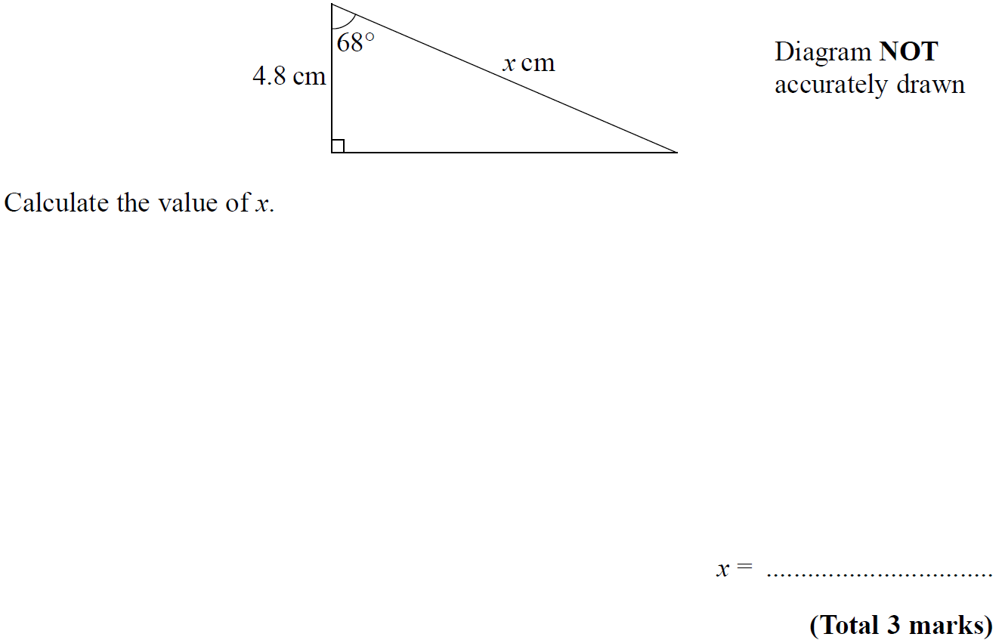 68°
x cm
4.8 cm
Diagram NOT
accurately drawn
Calculate the value of x.
x = .................................
(Total 3 marks)